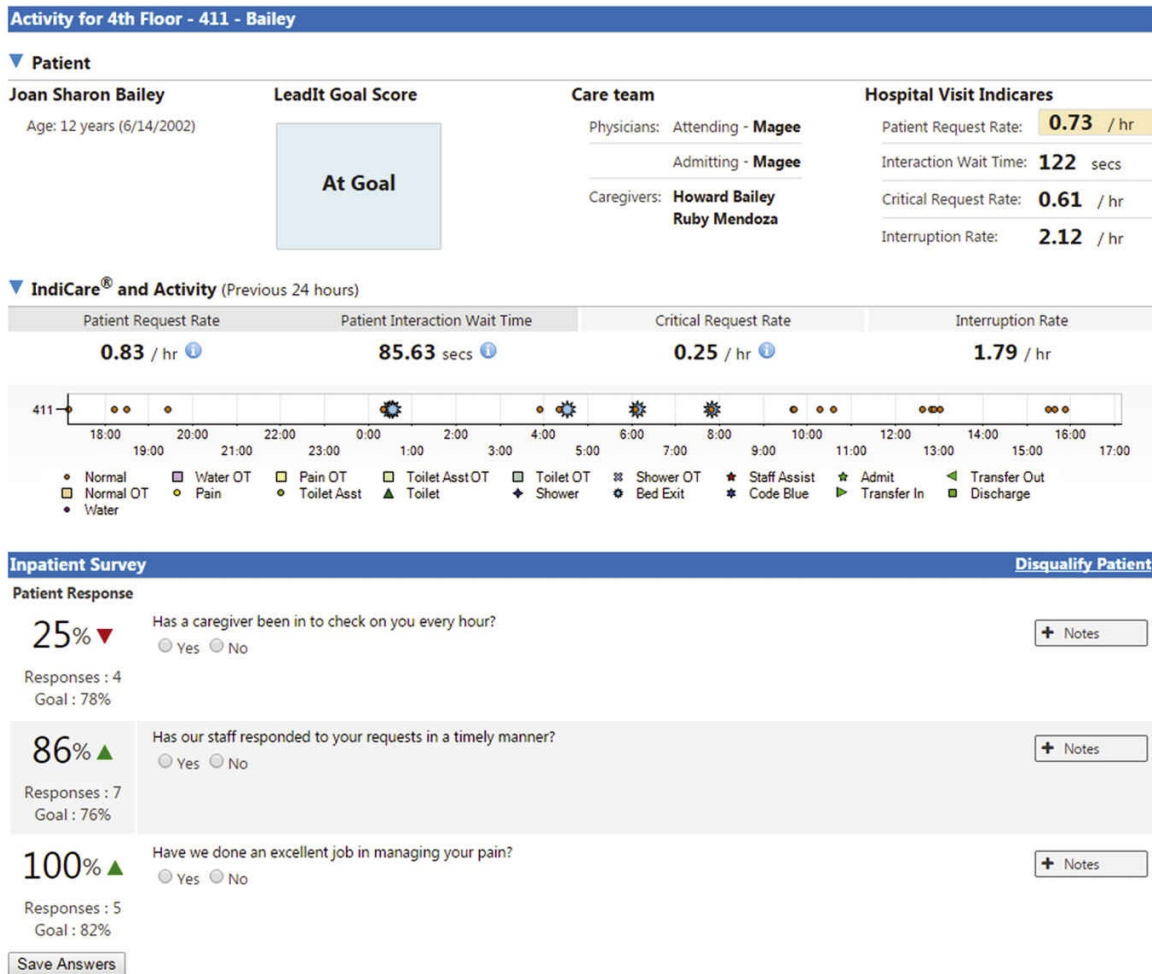 Activity for 4th Floor - 411 - Bailey
Patient
Joan Sharon Bailey
Age: 12 years (6/14/2002)
LeadIt Goal Score
At Goal
Care team
Physicians: Attending - Magee
Admitting - Magee
Caregivers: Howard Bailey
Ruby Mendoza
Hospital Visit Indicares
Patient Request Rate: 0.73 / hr
Interaction Wait Time: 122 secs
Critical Request Rate: 0.61 / hr
Interruption Rate: 2.12 / hr
IndiCare® and Activity (Previous 24 hours)
Patient Request Rate Patient Interaction Wait Time Critical Request Rate Interruption Rate
0.83 / hr 85.63 secs 0.25 / hr 1.79 / hr
411
18:00 20:00 22:00 0:00 2:00 4:00 6:00 8:00 10:00 12:00 14:00 16:00
19:00 21:00 23:00 1:00 3:00 5:00 7:00 9:00 11:00 13:00 15:00 17:00
Normal Water OT Pain OT Toilet Asst OT Toilet OT Shower OT Staff Assist Admit Transfer Out
Normal OT Pain Toilet Asst Toilet Shower Bed Exit Code Blue Transfer In Discharge
Water
Inpatient Survey Disqualify Patient
Patient Response
25%
Responses : 4
Goal : 78%
Has a caregiver been in to check on you every hour?
Yes No
+ Notes
86%
Responses : 7
Goal : 76%
Has our staff responded to your requests in a timely manner?
Yes No
+ Notes
100%
Responses : 5
Goal : 82%
Have we done an excellent job in managing your pain?
Yes No
+ Notes
Save Answers